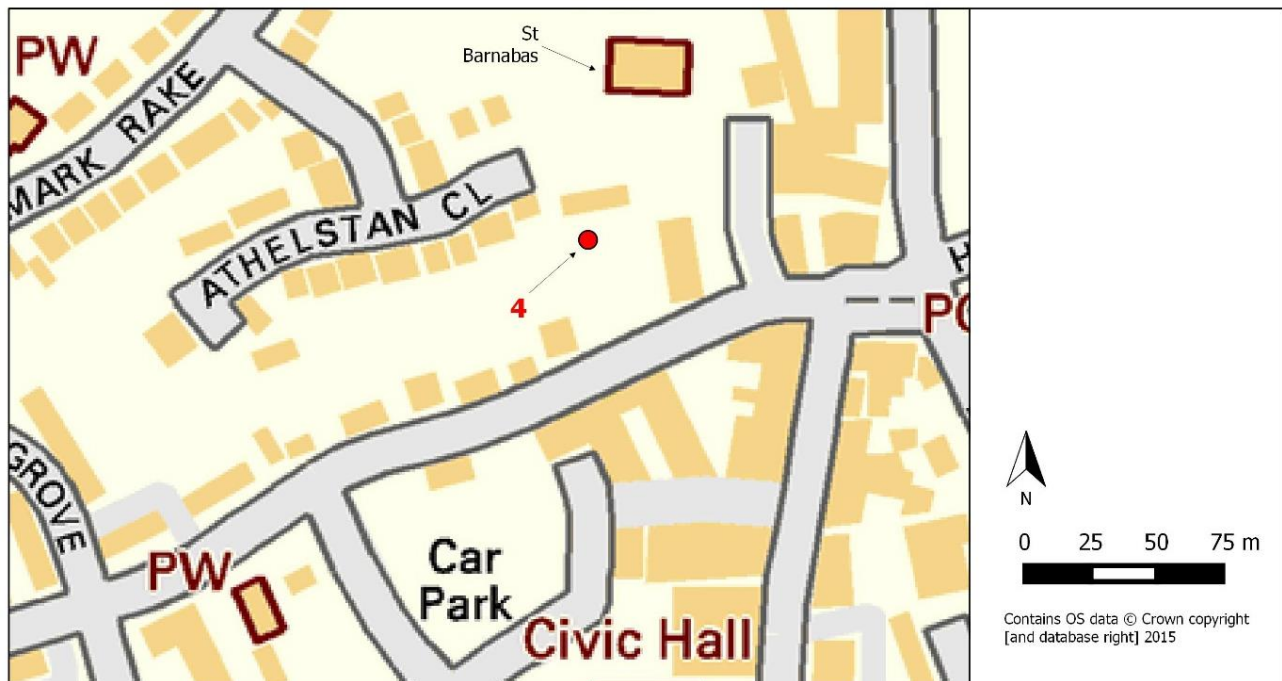 PW
St
Barnabas
MARK RAKE
ATHELSTAN CL
4
GROVE
PW
Car
Park
Civic Hall
N
0 25 50 75 m
Contains OS data © Crown copyright
[and database right] 2015